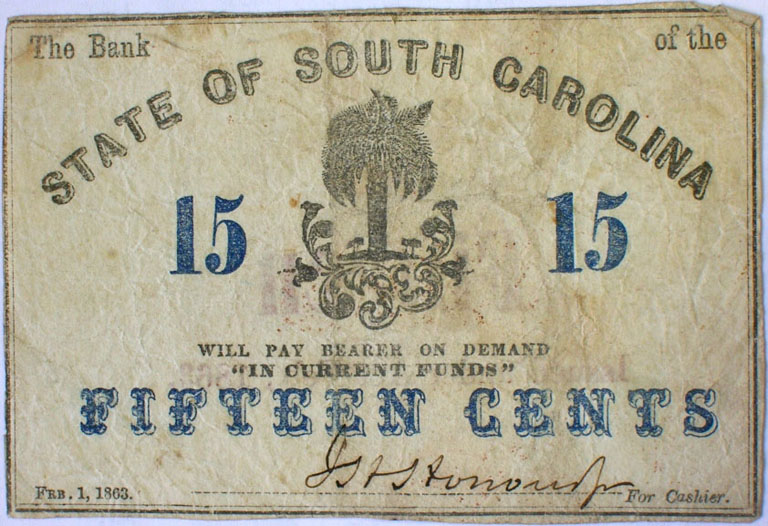 The Bank of the
STATE OF SOUTH CAROLINA
15 15
WILL PAY BEARER ON DEMAND
"IN CURRENT FUNDS"
FIFTEEN CENTS
FEB. 1, 1863. For Cashier.